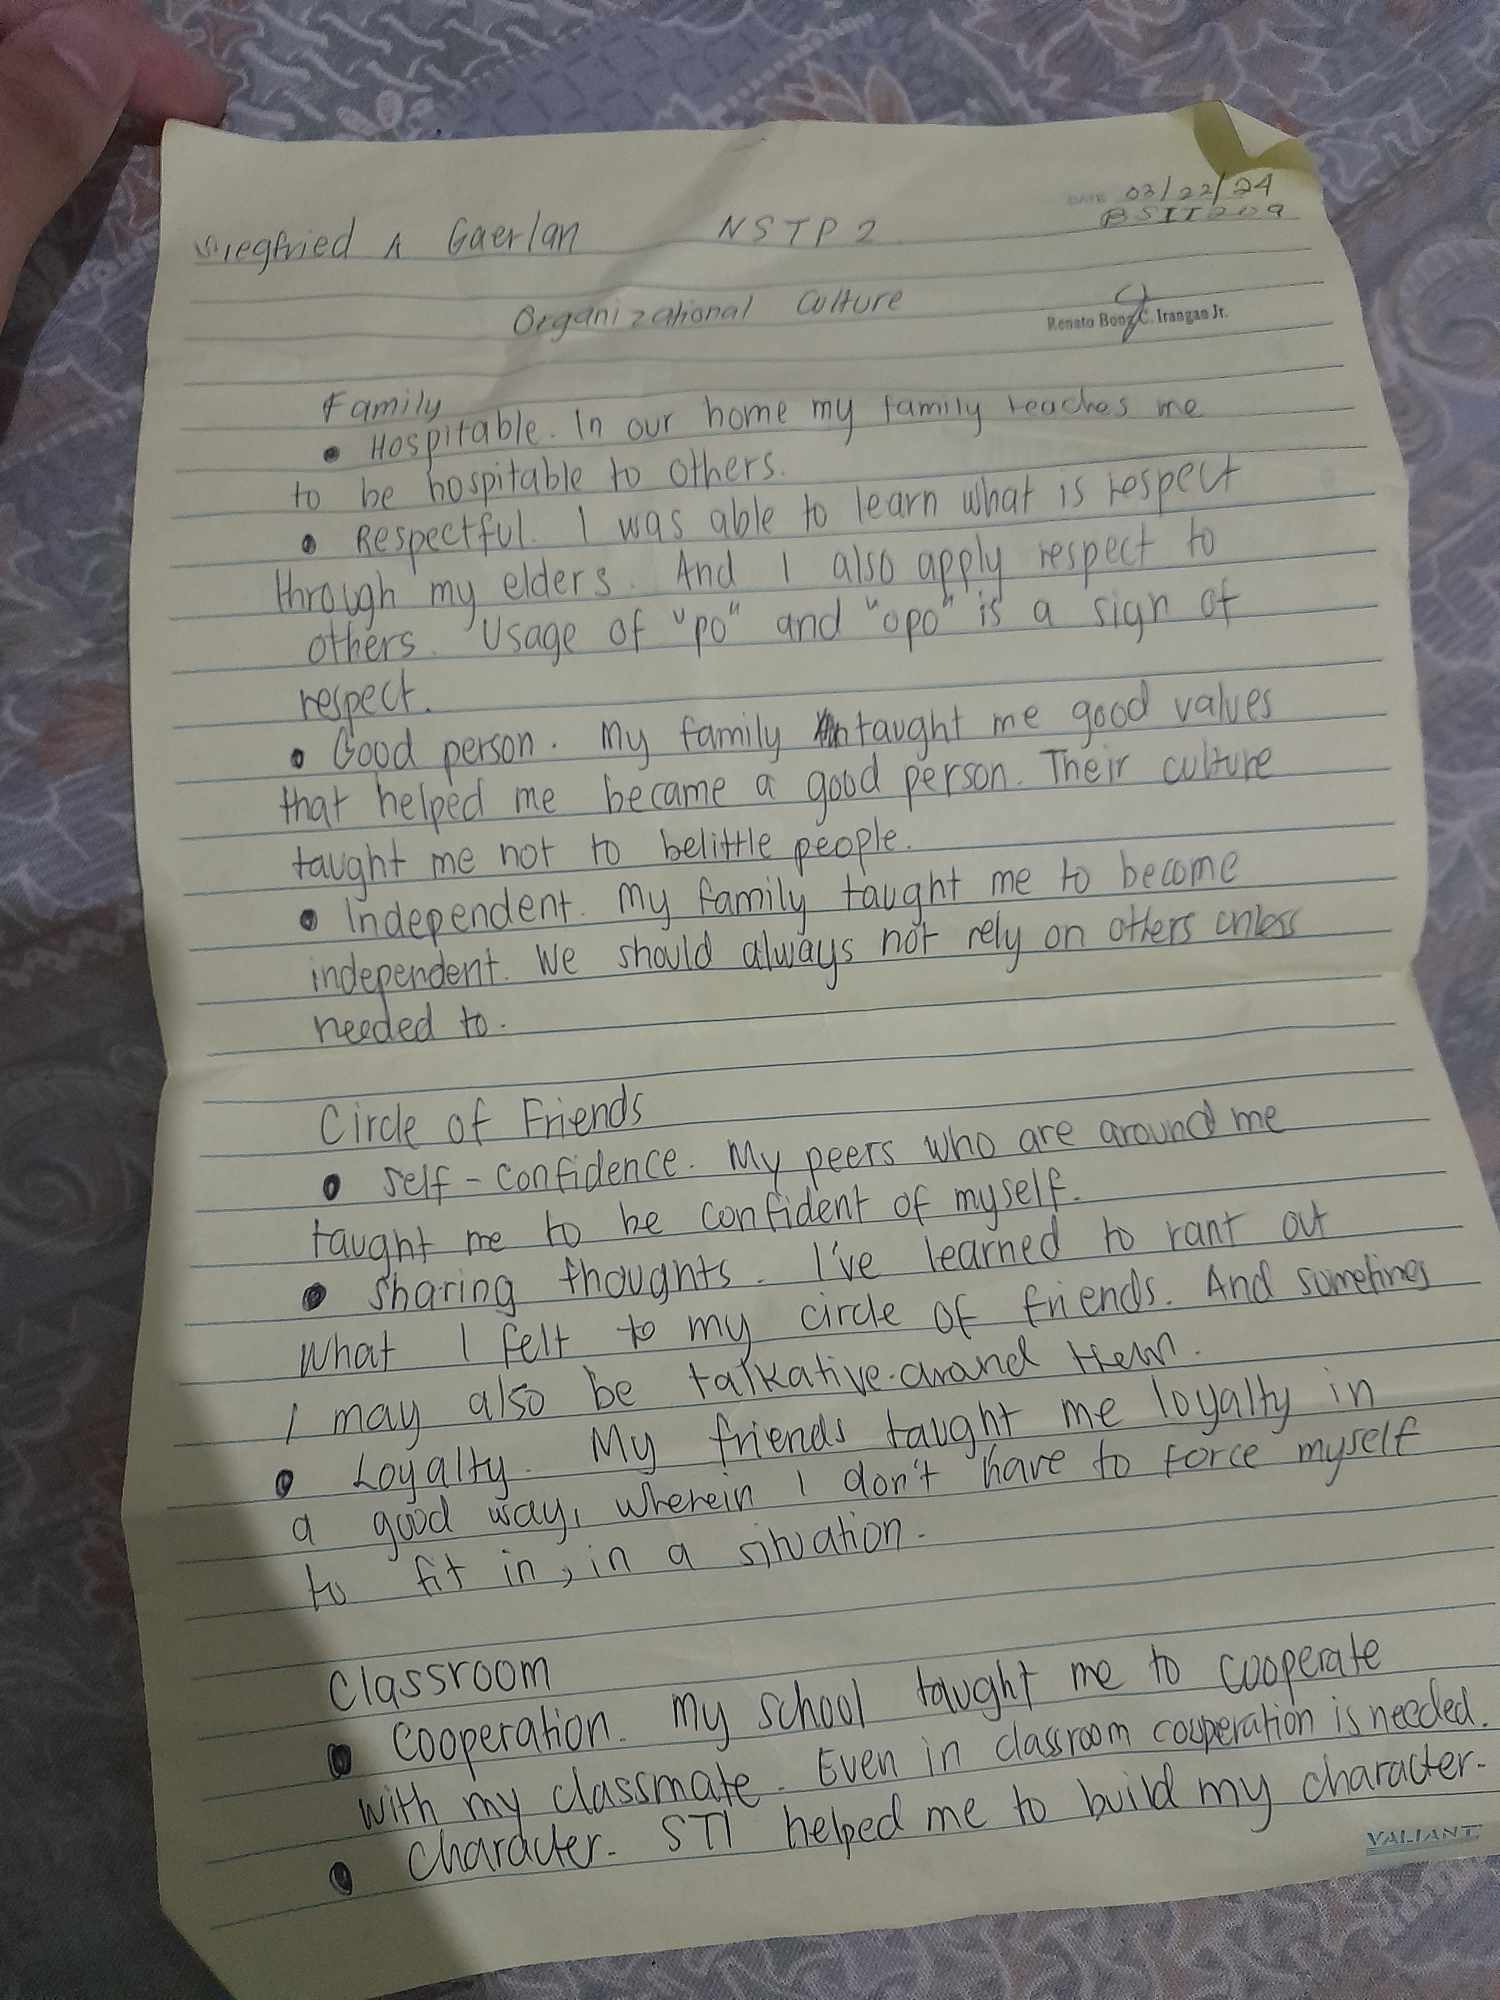 DATE 03/22/24
Siegfried A Gaerlan NSTP 2 BSIT209
Organizational Culture
Renato Bong C. Irangan Jr.
Family
• Hospitable. In our home my family teaches me
to be hospitable to others.
• Respectful. I was able to learn what is respect
through my elders. And I also apply respect to
others. Usage of "po" and "opo" is a sign of
respect.
• Good person. My family taught me good values
that helped me became a good person. Their culture
taught me not to belittle people.
• Independent. My family taught me to become
independent. We should always not rely on others unless
needed to.
Circle of Friends
• Self-confidence. My peers who are around me
taught me to be confident of myself.
• Sharing thoughts. I've learned to rant out
what I felt to my circle of friends. And sometimes
I may also be talkative around them.
• Loyalty. My friends taught me loyalty in
a good way, wherein I don't have to force myself
to fit in, in a situation.
Classroom
• Cooperation. My school taught me to cooperate
with my classmate. Even in classroom cooperation is needed.
• Character. STI helped me to build my character.
VALIANT